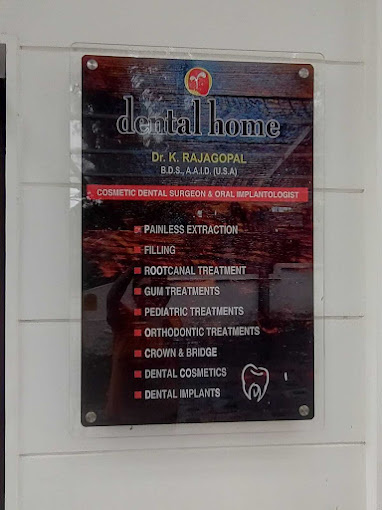 dental home
Dr. K. RAJAGOPAL
B.D.S., A.A.I.D. (U.S.A)
COSMETIC DENTAL SURGEON & ORAL IMPLANTOLOGIST
PAINLESS EXTRACTION
FILLING
ROOTCANAL TREATMENT
GUM TREATMENTS
PEDIATRIC TREATMENTS
ORTHODONTIC TREATMENTS
CROWN & BRIDGE
DENTAL COSMETICS
DENTAL IMPLANTS